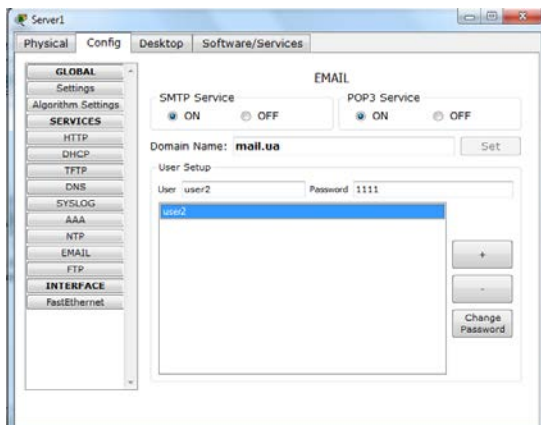 Server1
Physical Config Desktop Software/Services
GLOBAL
Settings
Algorithm Settings
SERVICES
HTTP
DHCP
TFTP
DNS
SYSLOG
AAA
NTP
EMAIL
FTP
INTERFACE
FastEthernet
EMAIL
SMTP Service
ON OFF
POP3 Service
ON OFF
Domain Name: mail.ua Set
User Setup
User user2 Password 1111
user2
+
-
Change
Password